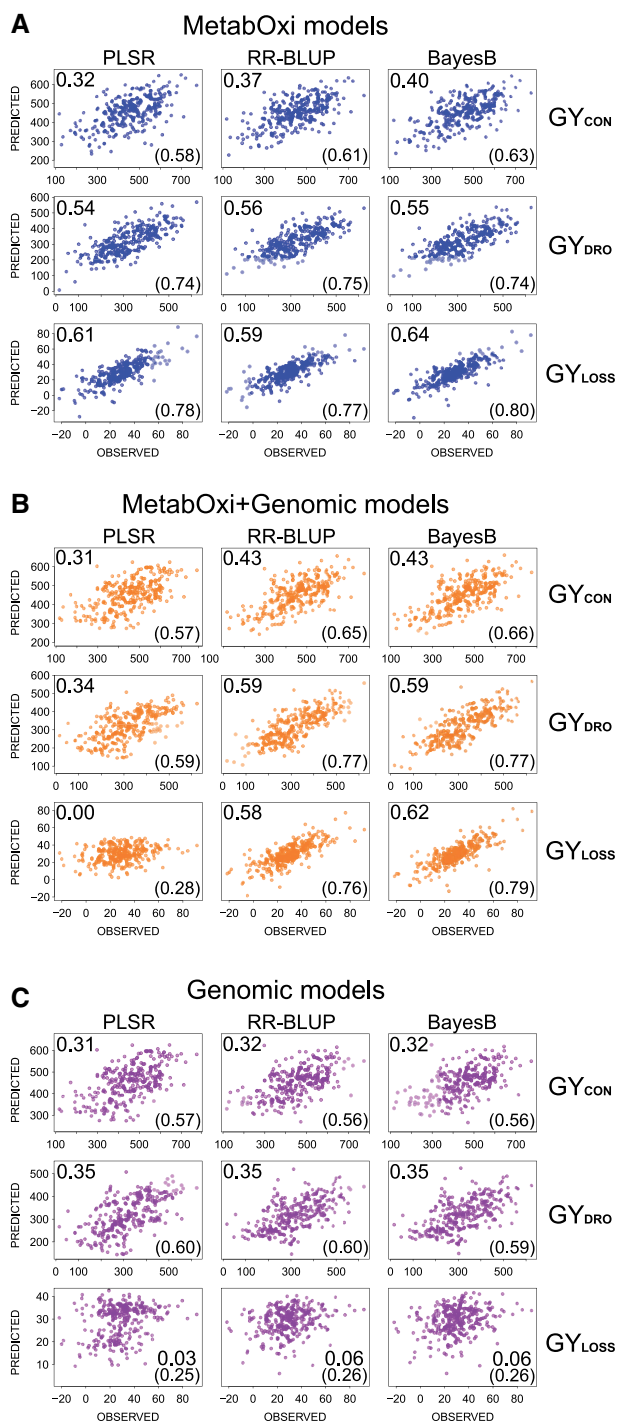 A
MetabOxi models
PLSR RR-BLUP BayesB
PREDICTED
600
500
400
300
200
0.32
(0.58)
0.37
(0.61)
0.40
(0.63)
GYCON
100 300 500 700 100 300 500 700 100 300 500 700
PREDICTED
600
500
400
300
200
100
0
0.54
(0.74)
0.56
(0.75)
0.55
(0.74)
GYDRO
0 100 300 500 0 100 300 500 0 100 300 500
PREDICTED
80
60
40
20
0
−20
0.61
(0.78)
0.59
(0.77)
0.64
(0.80)
GYLOSS
−20 0 20 40 60 80 −20 0 20 40 60 80 −20 0 20 40 60 80
OBSERVED OBSERVED OBSERVED
B
MetabOxi+Genomic models
PLSR RR-BLUP BayesB
PREDICTED
600
500
400
300
200
0.31
(0.57)
0.43
(0.65)
0.43
(0.66)
GYCON
100 300 500 700 100 300 500 700 100 300 500 700
PREDICTED
600
500
400
300
200
100
0.34
(0.59)
0.59
(0.77)
0.59
(0.77)
GYDRO
0 100 300 500 0 100 300 500 0 100 300 500
PREDICTED
80
60
40
20
0
−20
0.00
(0.28)
0.58
(0.76)
0.62
(0.79)
GYLOSS
−20 0 20 40 60 80 −20 0 20 40 60 80 −20 0 20 40 60 80
OBSERVED OBSERVED OBSERVED
C
Genomic models
PLSR RR-BLUP BayesB
PREDICTED
600
500
400
300
0.31
(0.57)
0.32
(0.56)
0.32
(0.56)
GYCON
100 300 500 700 100 300 500 700 100 300 500 700
PREDICTED
500
400
300
200
0.35
(0.60)
0.35
(0.60)
0.35
(0.59)
GYDRO
0 100 300 500 0 100 300 500 0 100 300 500
PREDICTED
40
30
20
10
0.03
(0.25)
0.06
(0.26)
0.06
(0.26)
GYLOSS
−20 0 20 40 60 80 −20 0 20 40 60 80 −20 0 20 40 60 80
OBSERVED OBSERVED OBSERVED